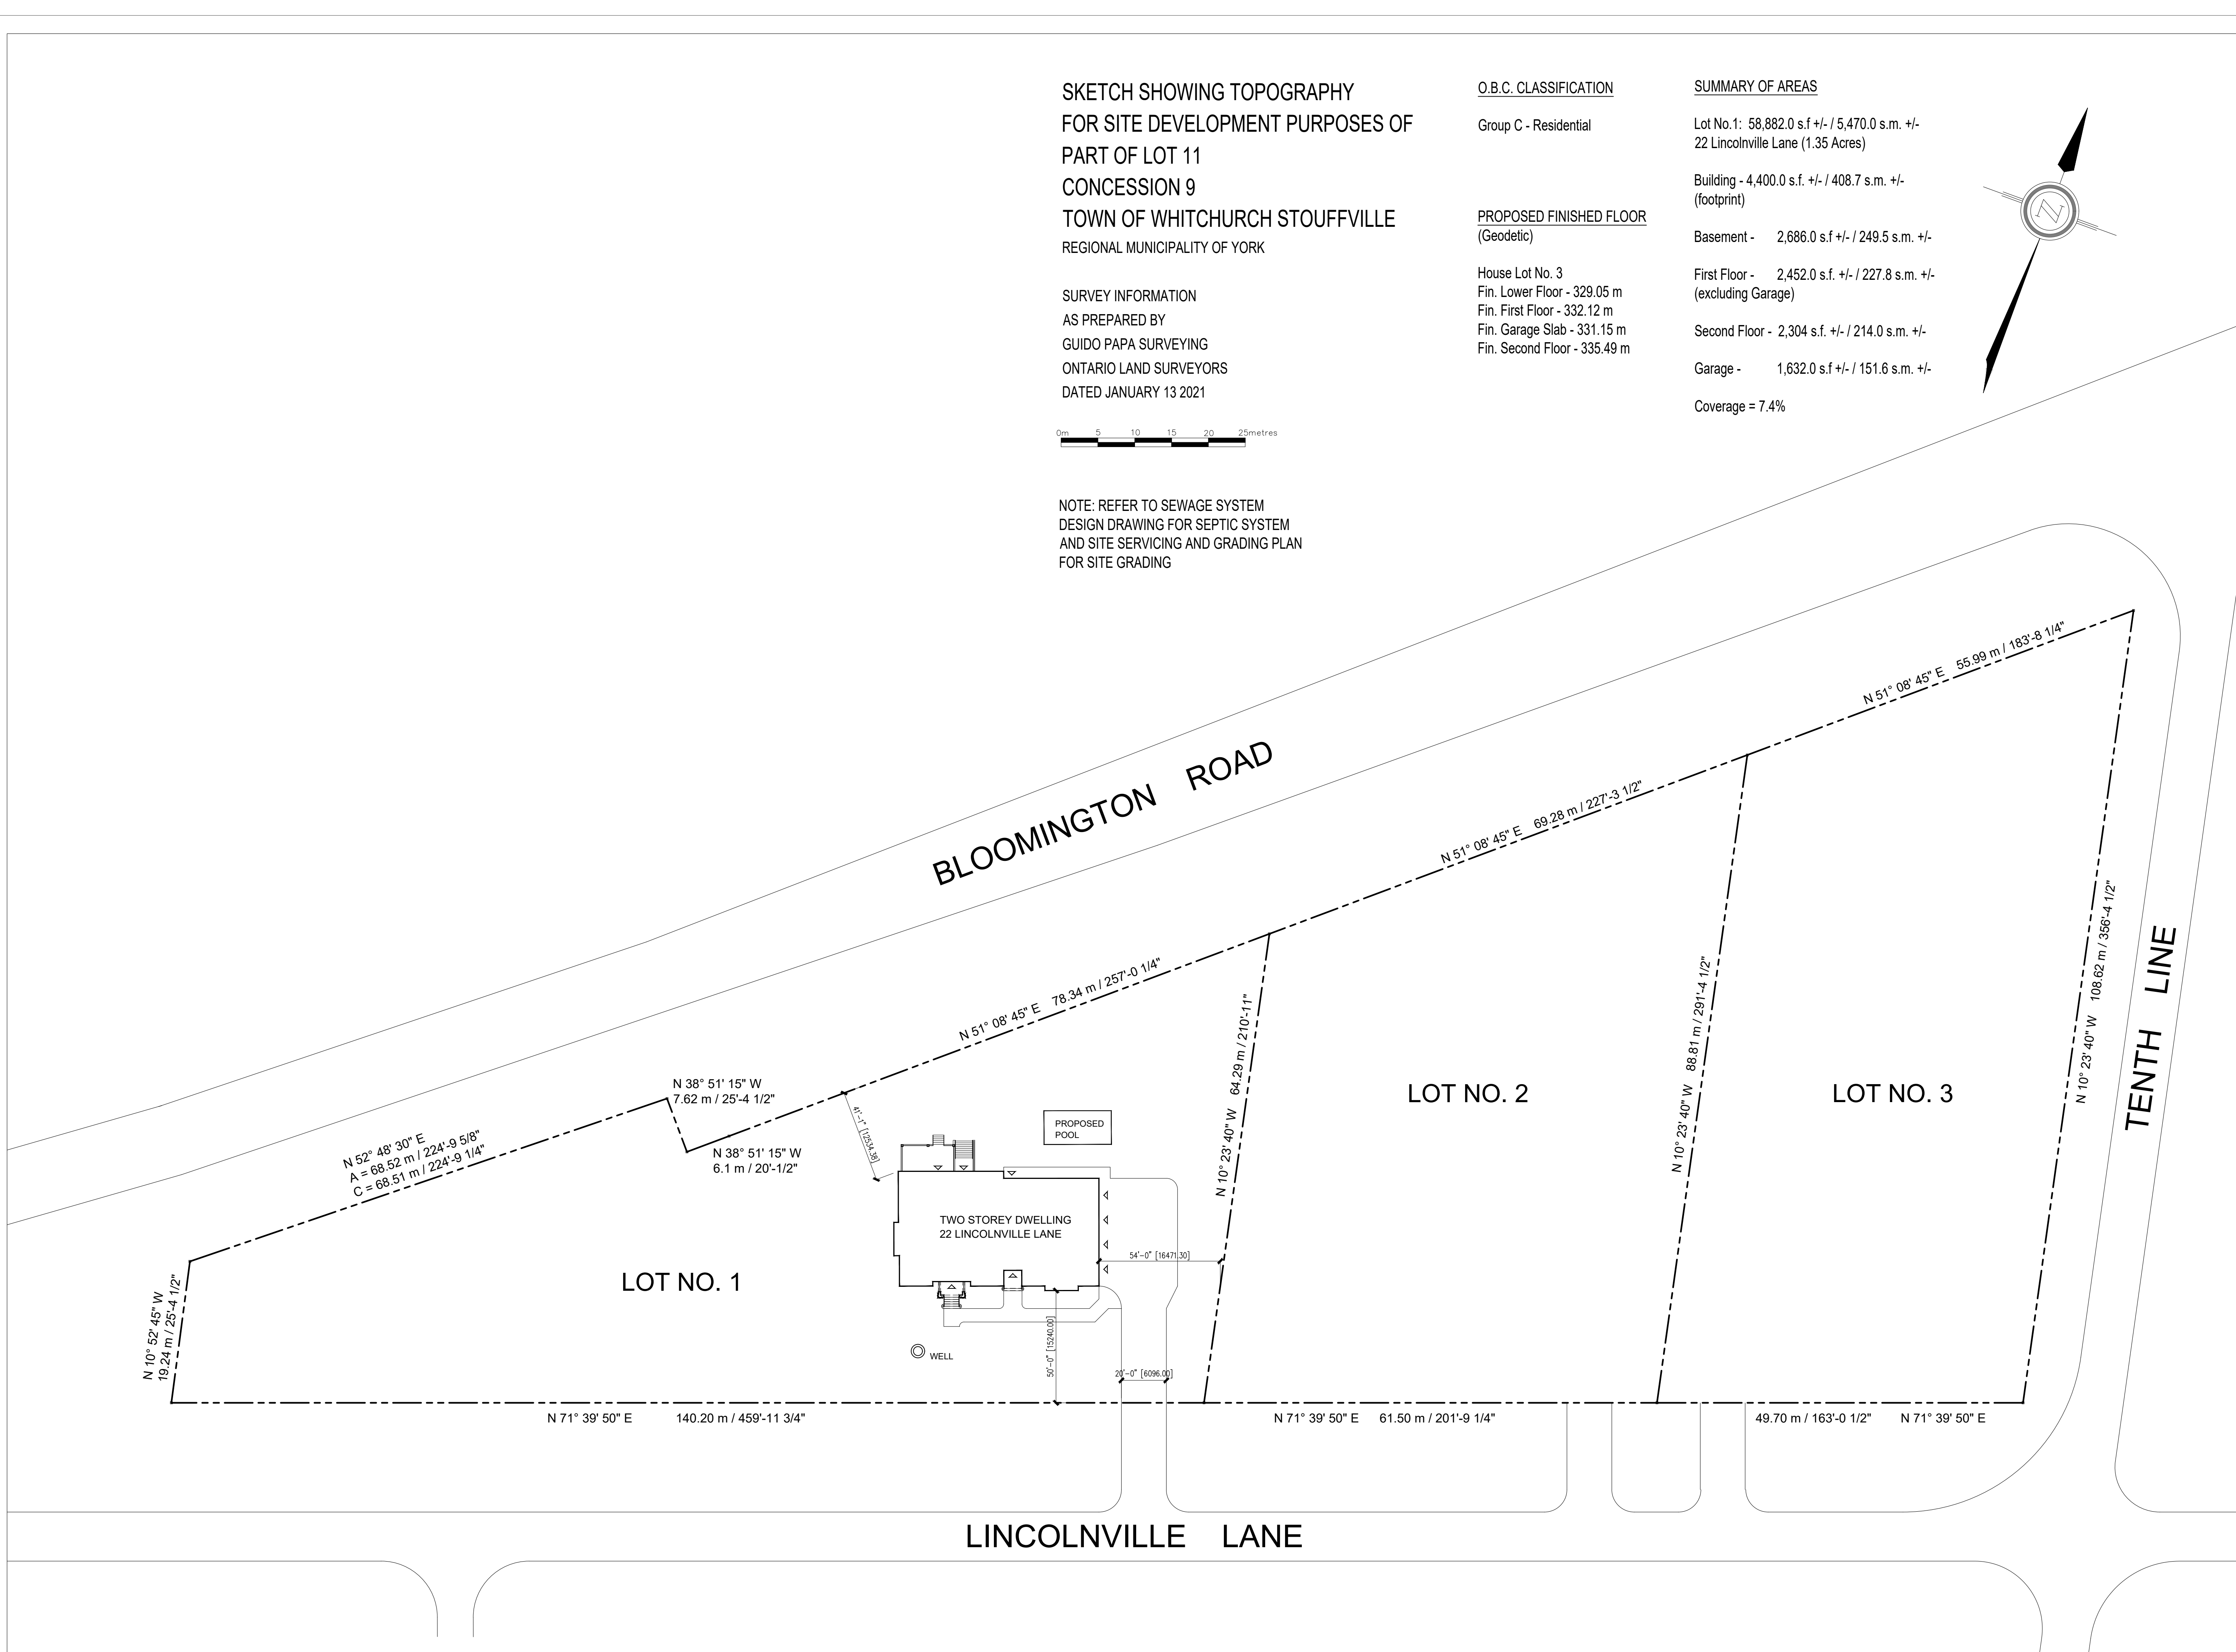 SKETCH SHOWING TOPOGRAPHY
FOR SITE DEVELOPMENT PURPOSES OF
PART OF LOT 11
CONCESSION 9
TOWN OF WHITCHURCH STOUFFVILLE
REGIONAL MUNICIPALITY OF YORK
SURVEY INFORMATION
AS PREPARED BY
GUIDO PAPA SURVEYING
ONTARIO LAND SURVEYORS
DATED JANUARY 13 2021
0m 5 10 15 20 25metres
NOTE: REFER TO SEWAGE SYSTEM
DESIGN DRAWING FOR SEPTIC SYSTEM
AND SITE SERVICING AND GRADING PLAN
FOR SITE GRADING
O.B.C. CLASSIFICATION
Group C - Residential
PROPOSED FINISHED FLOOR
(Geodetic)
House Lot No. 3
Fin. Lower Floor - 329.05 m
Fin. First Floor - 332.12 m
Fin. Garage Slab - 331.15 m
Fin. Second Floor - 335.49 m
SUMMARY OF AREAS
Lot No.1: 58,882.0 s.f +/- / 5,470.0 s.m. +/-
22 Lincolnville Lane (1.35 Acres)
Building - 4,400.0 s.f. +/- / 408.7 s.m. +/-
(footprint)
Basement - 2,686.0 s.f +/- / 249.5 s.m. +/-
First Floor - 2,452.0 s.f. +/- / 227.8 s.m. +/-
(excluding Garage)
Second Floor - 2,304 s.f. +/- / 214.0 s.m. +/-
Garage - 1,632.0 s.f +/- / 151.6 s.m. +/-
Coverage = 7.4%
N
BLOOMINGTON ROAD
N 51° 08' 45" E 55.99 m / 183'-8 1/4"
N 51° 08' 45" E 69.28 m / 227'-3 1/2"
N 51° 08' 45" E 78.34 m / 257'-0 1/4"
N 38° 51' 15" W
7.62 m / 25'-4 1/2"
N 38° 51' 15" W
6.1 m / 20'-1/2"
N 52° 48' 30" E
A = 68.52 m / 224'-9 5/8"
C = 68.51 m / 224'-9 1/4"
N 10° 52' 45" W
19.24 m / 25'-4 1/2"
41'-1" [12534.38]
PROPOSED
POOL
TWO STOREY DWELLING
22 LINCOLNVILLE LANE
54'-0" [16471.30]
50'-0" [15240.00]
20'-0" [6096.00]
WELL
LOT NO. 1
LOT NO. 2
LOT NO. 3
N 10° 23' 40" W 64.29 m / 210'-11"
N 10° 23' 40" W 88.81 m / 291'-4 1/2"
N 10° 23' 40" W 108.62 m / 356'-4 1/2"
TENTH LINE
N 71° 39' 50" E 140.20 m / 459'-11 3/4"
N 71° 39' 50" E 61.50 m / 201'-9 1/4"
49.70 m / 163'-0 1/2" N 71° 39' 50" E
LINCOLNVILLE LANE